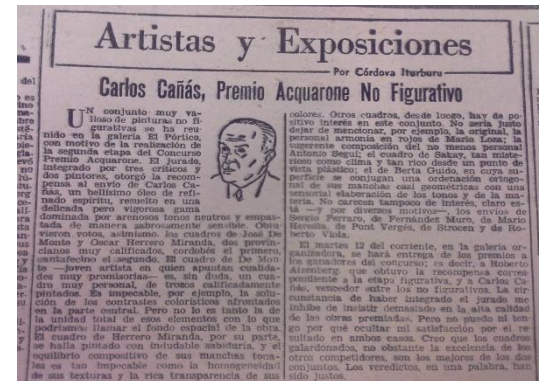 Artistas y Exposiciones
Por Córdova Iturburu
Carlos Cañás, Premio Acquarone No Figurativo
UN conjunto muy va-
lioso de pinturas no fi-
gurativas se ha reu-
nido en la galería El Pórtico,
con motivo de la realización de
la segunda etapa del Concurso
Premio Acquarone. El jurado,
integrado por tres críticos y
dos pintores, otorgó la recom-
pensa al envío de Carlos Ca-
ñás, un bellísimo óleo de refi-
nado espíritu, resuelto en una
delicada pero vigorosa gama
dominada por armoniosos tonos neutros y empas-
tada de manera sabrosamente sensible. Obtu-
vieron votos, asimismo, los cuadros de José De
Monte y Oscar Herrero Miranda, dos provin-
cianos muy calificados, cordobés el primero,
santafecino el segundo. El cuadro de De Mon-
te —joven artista en quien apuntan cualida-
des muy promisorias— es, sin duda, un cua-
dro muy personal, de trozos calificadamente
pintados. Es impecable, por ejemplo, la solu-
ción de los contrastes colorísticos afrontados
en la parte central. Pero no lo es tanto la de
la unidad total de esos elementos con lo que
podríamos llamar el fondo espacial de la obra.
El cuadro de Herrero Miranda, por su parte,
se halla pintado con indudable sabiduría, y el
equilibrio compositivo de sus manchas tona-
les es tan impecable como la homogeneidad
de sus texturas y la rica transparencia de sus
colores. Otros cuadros, desde luego, hay de po-
sitivo interés en este conjunto. No sería justo
dejar de mencionar, por ejemplo, la original, la
personal armonía en rojos de Mario Loza; la
sugerente composición del no menos personal
Antonio Seguí; el cuadro de Sakay, tan miste-
rioso como clima y tan rico desde un punto de
vista plástico; el de Berta Guido, en cuya su-
perficie se conjugan una ordenación ortogo-
nal de sus manchas casi geométricas con una
sensorial elaboración de los tonos y de la ma-
teria. No carecen tampoco de interés, claro es-
tá —y por diversos motivos—, los envíos de
Sergio Ferraro, de Fernández Muro, de Mario
Heredia, de Pont Vergés, de Strocen y de Ro-
berto Vida.
El martes 12 del corriente, en la galería or-
ganizadora, se hará entrega de los premios a
los ganadores del concurso; es decir, a Roberto
Aizenberg, que obtuvo la recompensa corres-
pondiente a la etapa figurativa, y a Carlos Ca-
ñás, vencedor entre los no figurativos. La cir-
cunstancia de haber integrado el jurado me
inhibe de insistir demasiado en la alta calidad
de las obras premiadas. Pero no puedo ni ten-
go por qué ocultar mi satisfacción por el re-
sultado en ambos casos. Creo que los cuadros
galardonados, no obstante la excelencia de los
otros competidores, son los mejores de los dos
conjuntos. Los veredictos, en una palabra, han
sido justos.